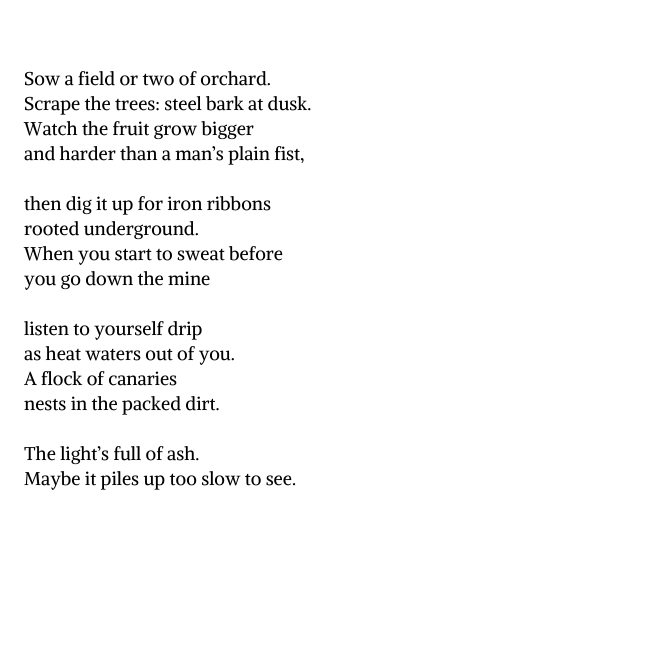 Sow a field or two of orchard.
Scrape the trees: steel bark at dusk.
Watch the fruit grow bigger
and harder than a man’s plain fist,
then dig it up for iron ribbons
rooted underground.
When you start to sweat before
you go down the mine
listen to yourself drip
as heat waters out of you.
A flock of canaries
nests in the packed dirt.
The light’s full of ash.
Maybe it piles up too slow to see.